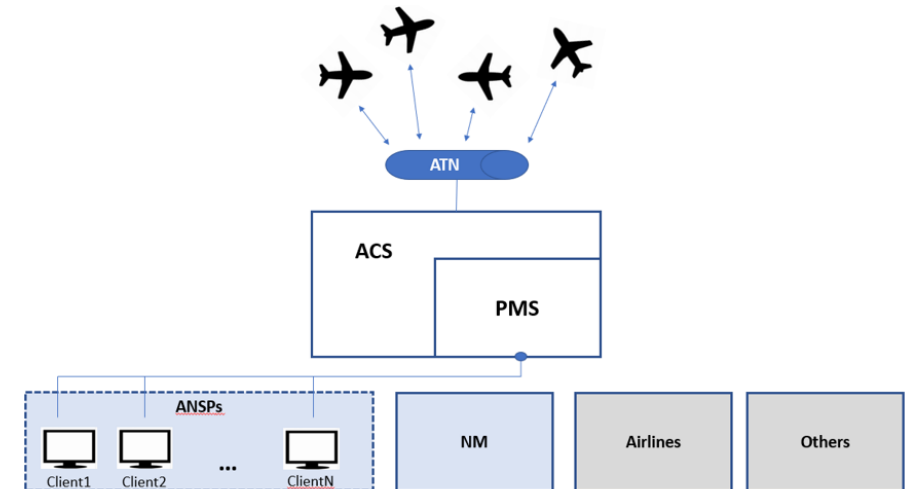 ATN
ACS
PMS
ANSPs
NM
Airlines
Others
...
Client1
Client2
ClientN